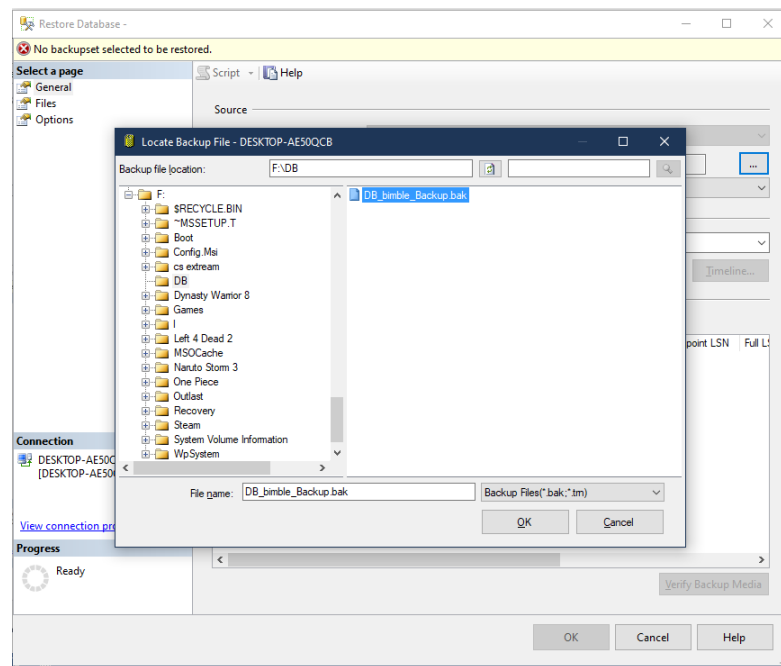 Restore Database -
No backupset selected to be restored.
Select a page
General
Files
Options
Script
Help
Source
...
Timeline...
point LSN Full LS
Locate Backup File - DESKTOP-AE50QCB
Backup file location: F:\DB
F:
$RECYCLE.BIN
~MSSETUP.T
Boot
Config.Msi
cs extream
DB
Dynasty Warrior 8
Games
I
Left 4 Dead 2
MSOCache
Naruto Storm 3
One Piece
Outlast
Recovery
Steam
System Volume Information
WpSystem
DB_bimble_Backup.bak
File name: DB_bimble_Backup.bak Backup Files(*.bak;*.trn)
OK Cancel
Connection
DESKTOP-AE50Q
[DESKTOP-AE50
View connection pro
Progress
Ready
Verify Backup Media
OK Cancel Help